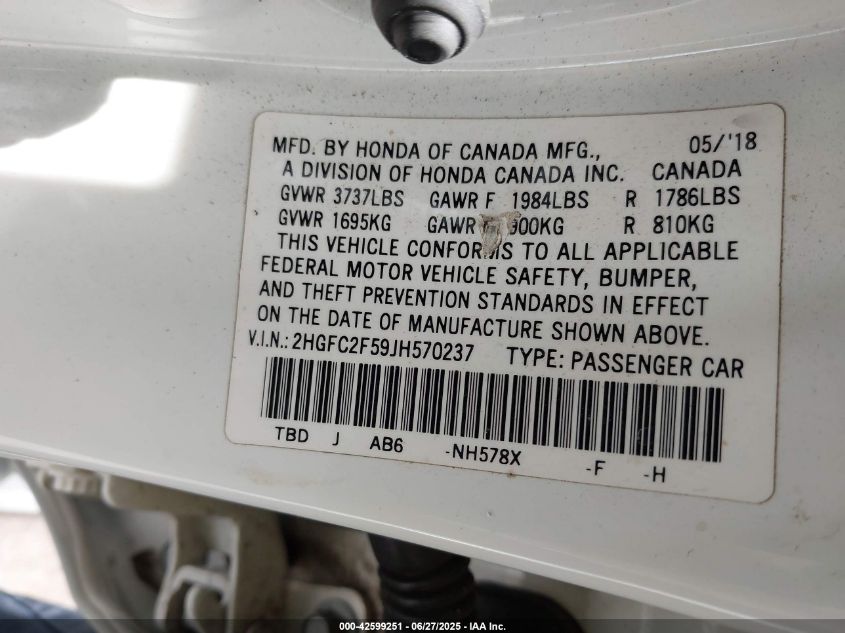 MFD. BY HONDA OF CANADA MFG., 05/'18
A DIVISION OF HONDA CANADA INC. CANADA
GVWR 3737LBS GAWR F 1984LBS R 1786LBS
GVWR 1695KG GAWR 00KG R 810KG
THIS VEHICLE CONFORMS TO ALL APPLICABLE
FEDERAL MOTOR VEHICLE SAFETY, BUMPER,
AND THEFT PREVENTION STANDARDS IN EFFECT
ON THE DATE OF MANUFACTURE SHOWN ABOVE.
V.I.N.: 2HGFC2F59JH570237 TYPE: PASSENGER CAR
TBD J AB6 -NH578X -F -H
000-42599251 | 06/27/2025 | IAA Inc.